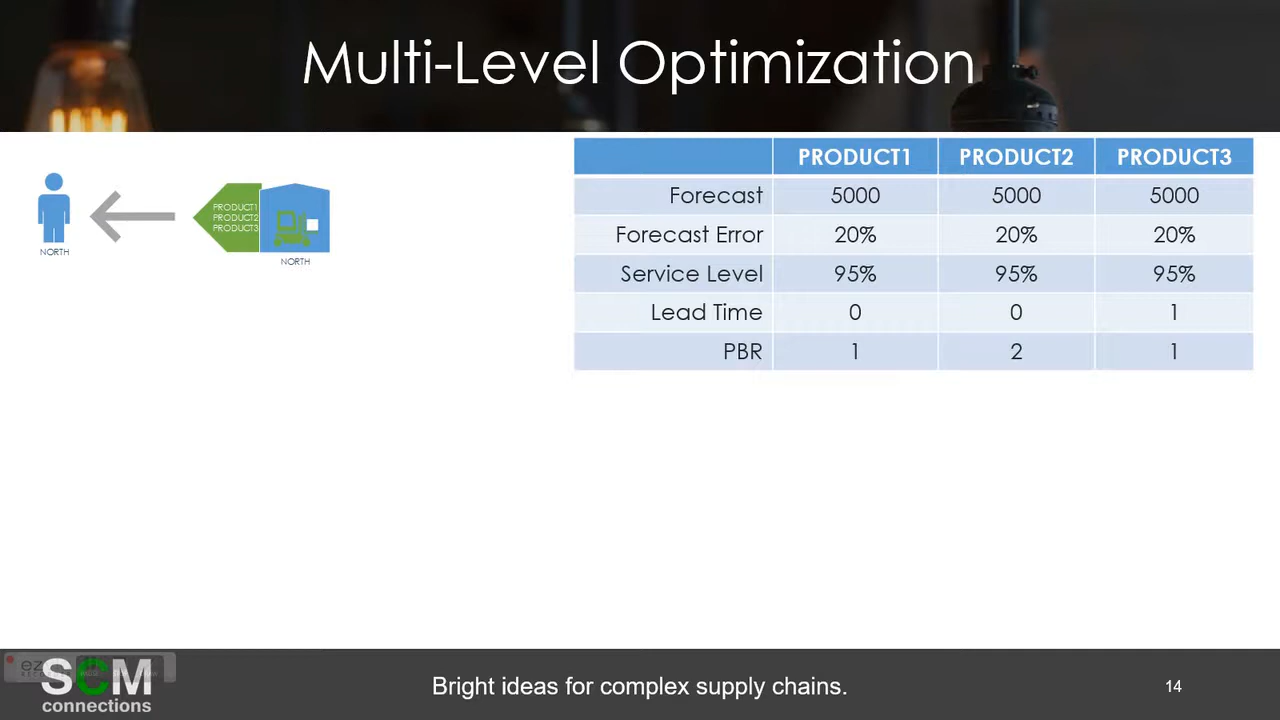 Multi-Level Optimization
PRODUCT1
PRODUCT2
PRODUCT3
NORTH
NORTH
PRODUCT1 PRODUCT2 PRODUCT3
Forecast 5000 5000 5000
Forecast Error 20% 20% 20%
Service Level 95% 95% 95%
Lead Time 0 0 1
PBR 1 2 1
SCM
connections
Bright ideas for complex supply chains.
14